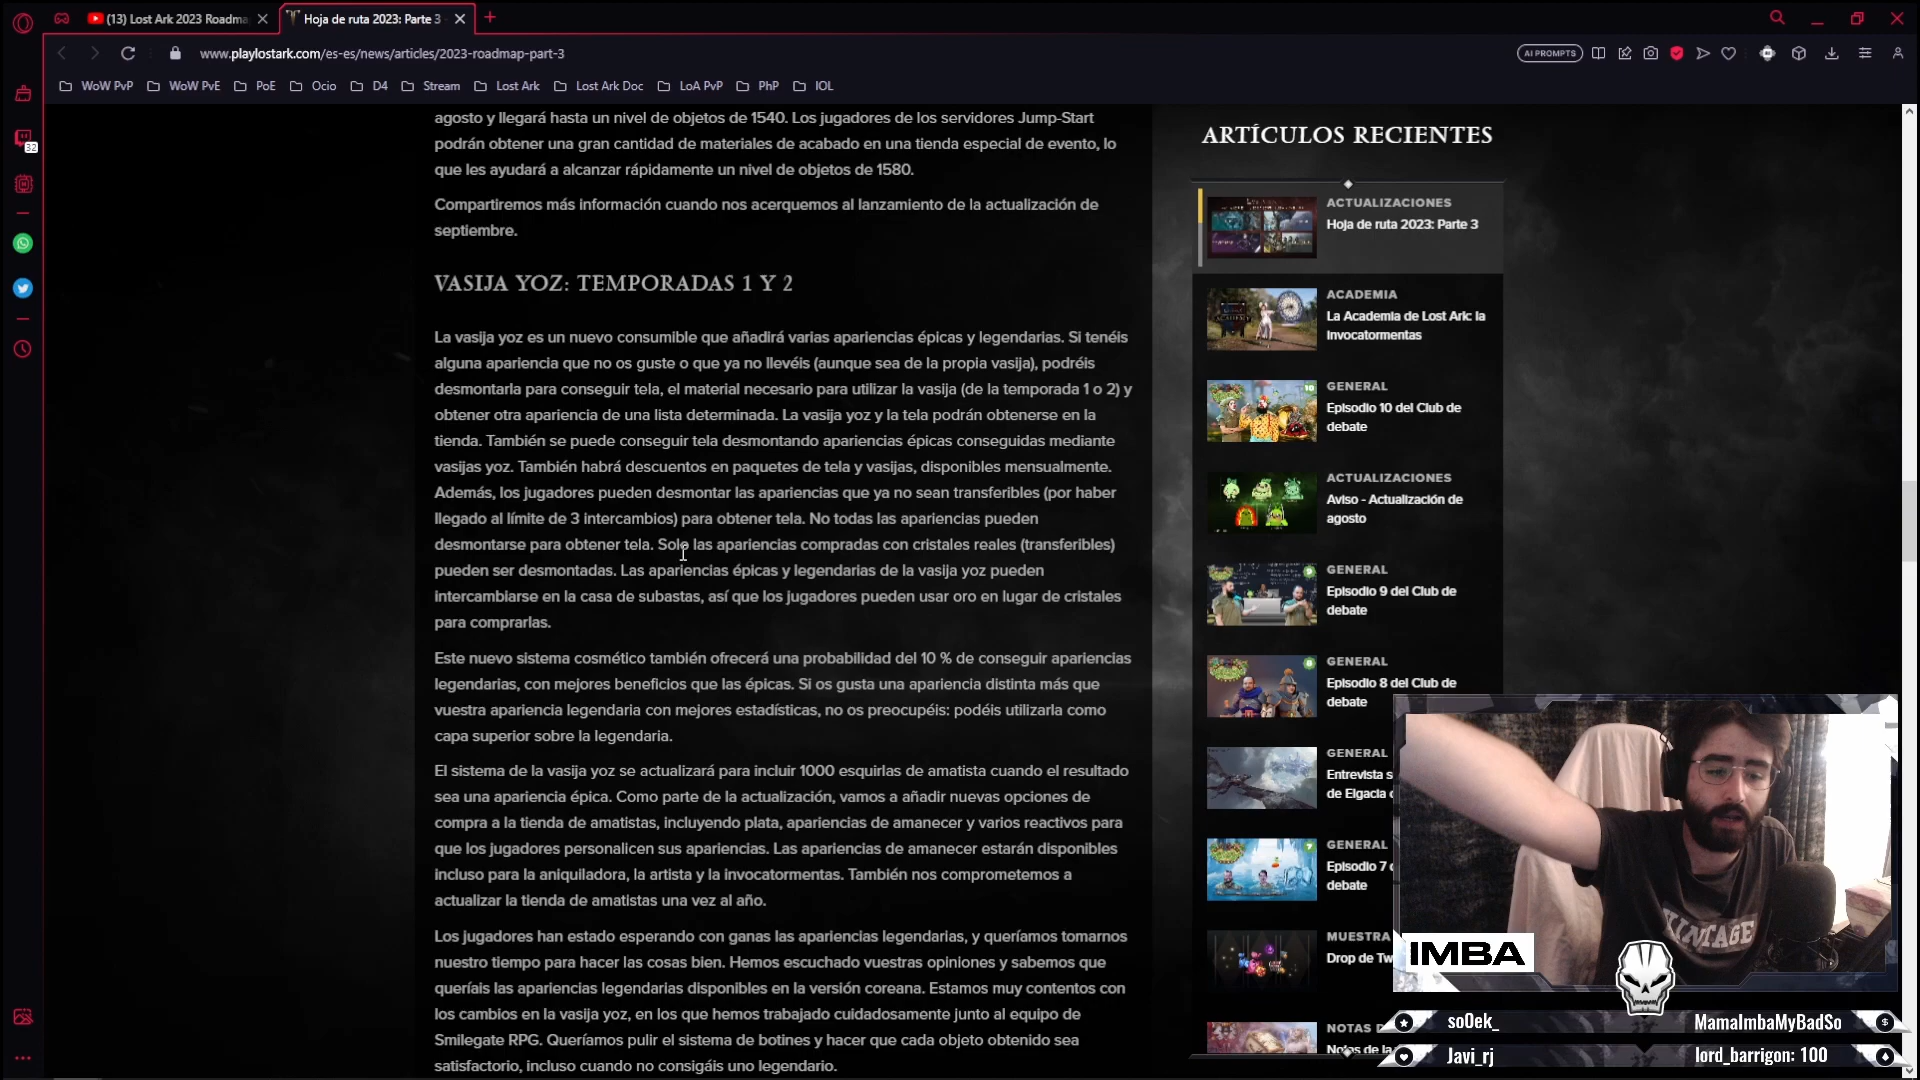 (13) Lost Ark 2023 Roadma
Hoja de ruta 2023: Parte 3
www.playlostark.com/es-es/news/articles/2023-roadmap-part-3
AI PROMPTS
WoW PvP
WoW PvE
PoE
Ocio
D4
Stream
Lost Ark
Lost Ark Doc
LoA PvP
PhP
IOL
32
agosto y llegará hasta un nivel de objetos de 1540. Los jugadores de los servidores Jump-Start
podrán obtener una gran cantidad de materiales de acabado en una tienda especial de evento, lo
que les ayudará a alcanzar rápidamente un nivel de objetos de 1580.
Compartiremos más información cuando nos acerquemos al lanzamiento de la actualización de
septiembre.
VASIJA YOZ: TEMPORADAS 1 Y 2
La vasija yoz es un nuevo consumible que añadirá varias apariencias épicas y legendarias. Si tenéis
alguna apariencia que no os guste o que ya no llevéis (aunque sea de la propia vasija), podréis
desmontarla para conseguir tela, el material necesario para utilizar la vasija (de la temporada 1 o 2) y
obtener otra apariencia de una lista determinada. La vasija yoz y la tela podrán obtenerse en la
tienda. También se puede conseguir tela desmontando apariencias épicas conseguidas mediante
vasijas yoz. También habrá descuentos en paquetes de tela y vasijas, disponibles mensualmente.
Además, los jugadores pueden desmontar las apariencias que ya no sean transferibles (por haber
llegado al límite de 3 intercambios) para obtener tela. No todas las apariencias pueden
desmontarse para obtener tela. Solo las apariencias compradas con cristales reales (transferibles)
pueden ser desmontadas. Las apariencias épicas y legendarias de la vasija yoz pueden
intercambiarse en la casa de subastas, así que los jugadores pueden usar oro en lugar de cristales
para comprarlas.
Este nuevo sistema cosmético también ofrecerá una probabilidad del 10 % de conseguir apariencias
legendarias, con mejores beneficios que las épicas. Si os gusta una apariencia distinta más que
vuestra apariencia legendaria con mejores estadísticas, no os preocupéis: podéis utilizarla como
capa superior sobre la legendaria.
El sistema de la vasija yoz se actualizará para incluir 1000 esquirlas de amatista cuando el resultado
sea una apariencia épica. Como parte de la actualización, vamos a añadir nuevas opciones de
compra a la tienda de amatistas, incluyendo plata, apariencias de amanecer y varios reactivos para
que los jugadores personalicen sus apariencias. Las apariencias de amanecer estarán disponibles
incluso para la aniquiladora, la artista y la invocatormentas. También nos comprometemos a
actualizar la tienda de amatistas una vez al año.
Los jugadores han estado esperando con ganas las apariencias legendarias, y queríamos tomarnos
nuestro tiempo para hacer las cosas bien. Hemos escuchado vuestras opiniones y sabemos que
queríais las apariencias legendarias disponibles en la versión coreana. Estamos muy contentos con
los cambios en la vasija yoz, en los que hemos trabajado cuidadosamente junto al equipo de
Smilegate RPG. Queríamos pulir el sistema de botines y hacer que cada objeto obtenido sea
satisfactorio, incluso cuando no consigáis uno legendario.
ARTÍCULOS RECIENTES
ACTUALIZACIONES
Hoja de ruta 2023: Parte 3
ACADEMIA
La Academia de Lost Ark: la
Invocatormentas
GENERAL
Episodio 10 del Club de
debate
ACTUALIZACIONES
Aviso - Actualización de
agosto
GENERAL
Episodio 9 del Club de
debate
GENERAL
Episodio 8 del Club de
debate
GENERAL
Entrevista s
de Elgacia
GENERAL
Episodio 7
debate
MUESTRA
Drop de Tw
NOTAS D
Notas de la
VINTAGE
IMBA
so0ek_
MamaImbaMyBadSo
Javi_rj
lord_barrigon: 100